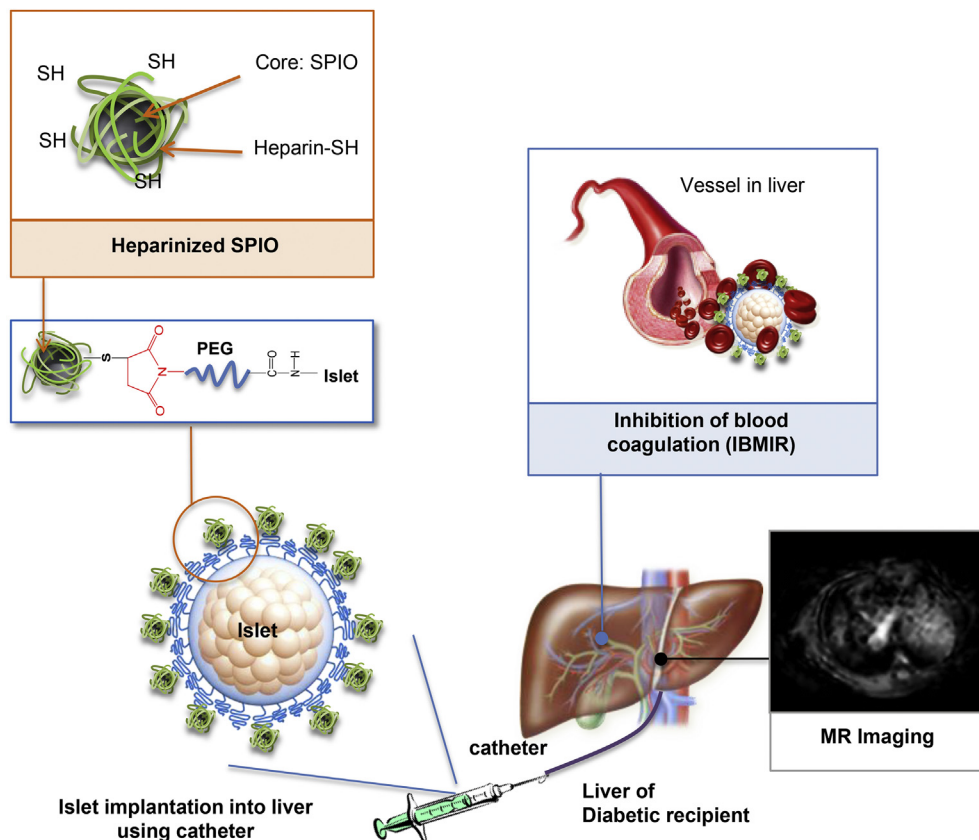 SH
SH
SH
SH
Core: SPIO
Heparin-SH
Heparinized SPIO
S
O
N
O
PEG
O
C
H
N
Islet
Islet
Vessel in liver
Inhibition of blood
coagulation (IBMIR)
MR Imaging
catheter
Liver of
Diabetic recipient
Islet implantation into liver
using catheter